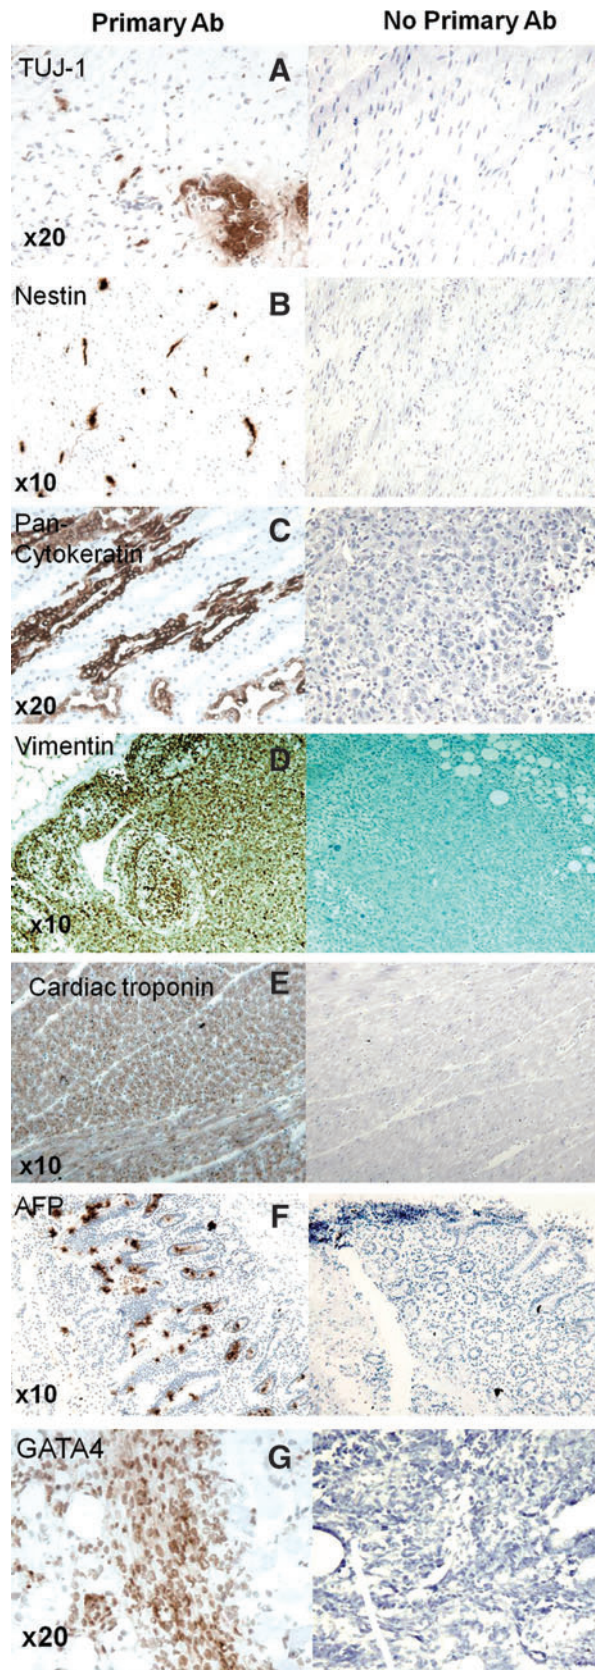 Primary Ab No Primary Ab
TUJ-1 A
x20
Nestin B
x10
Pan- C
Cytokeratin
x20
Vimentin D
x10
Cardiac troponin E
x10
AFP F
x10
GATA4 G
x20